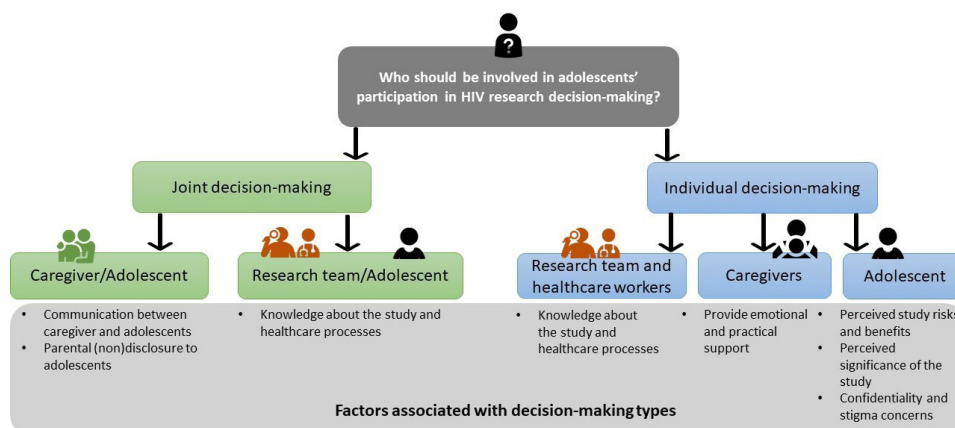 ?
Who should be involved in adolescents'
participation in HIV research decision-making?
Joint decision-making
Individual decision-making
Caregiver/Adolescent
Research team/Adolescent
Research team and
healthcare workers
Caregivers
Adolescent
• Communication between
caregiver and adolescents
• Parental (non)disclosure to
adolescents
• Knowledge about the study and
healthcare processes
• Knowledge about
the study and
healthcare processes
• Provide emotional
and practical
support
• Perceived study risks
and benefits
• Perceived
significance of the
study
• Confidentiality and
stigma concerns
Factors associated with decision-making types